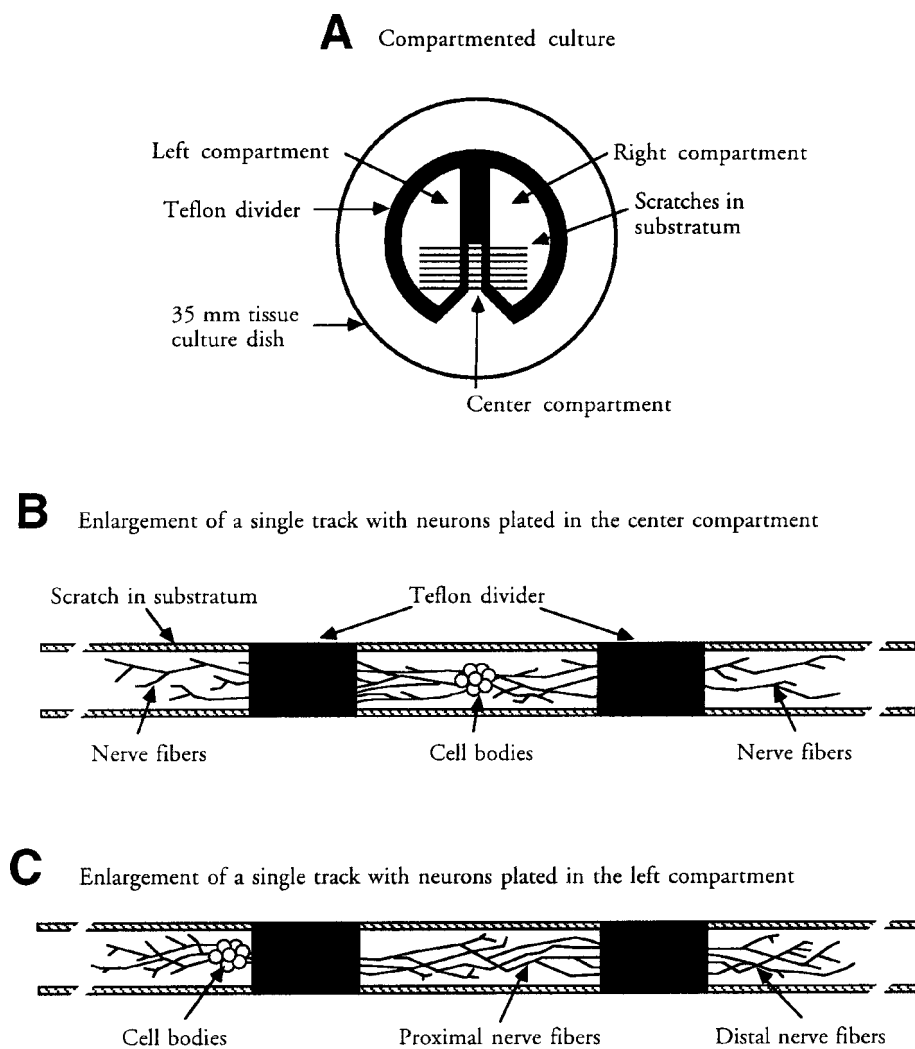 A Compartmented culture
Left compartment
Right compartment
Teflon divider
Scratches in
substratum
35 mm tissue
culture dish
Center compartment
B Enlargement of a single track with neurons plated in the center compartment
Scratch in substratum
Teflon divider
Nerve fibers
Cell bodies
Nerve fibers
C Enlargement of a single track with neurons plated in the left compartment
Cell bodies
Proximal nerve fibers
Distal nerve fibers